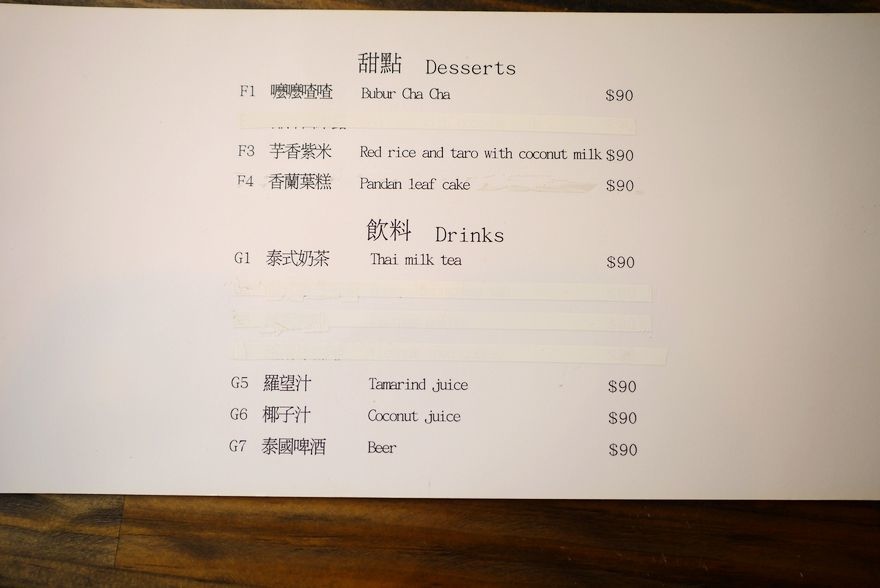 甜點 Desserts
F1 嚒嚒喳喳 Bubur Cha Cha $90
F3 芋香紫米 Red rice and taro with coconut milk $90
F4 香蘭葉糕 Pandan leaf cake $90
飲料 Drinks
G1 泰式奶茶 Thai milk tea $90
G5 羅望汁 Tamarind juice $90
G6 椰子汁 Coconut juice $90
G7 泰國啤酒 Beer $90